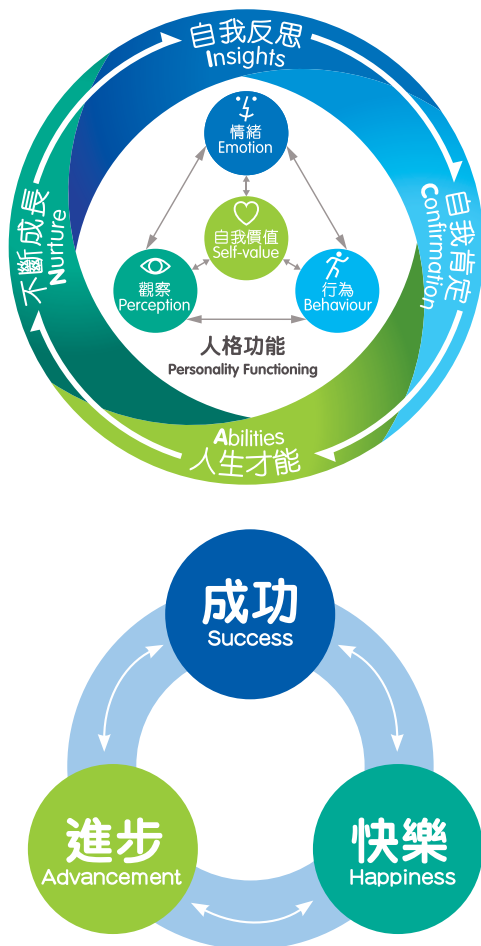 自我反思
Insights
情緒
Emotion
自我價值
Self-value
觀察
Perception
行為
Behaviour
人格功能
Personality Functioning
自我肯定
Confirmation
Abilities
人生才能
不斷成長
Nurture
成功
Success
進步
Advancement
快樂
Happiness